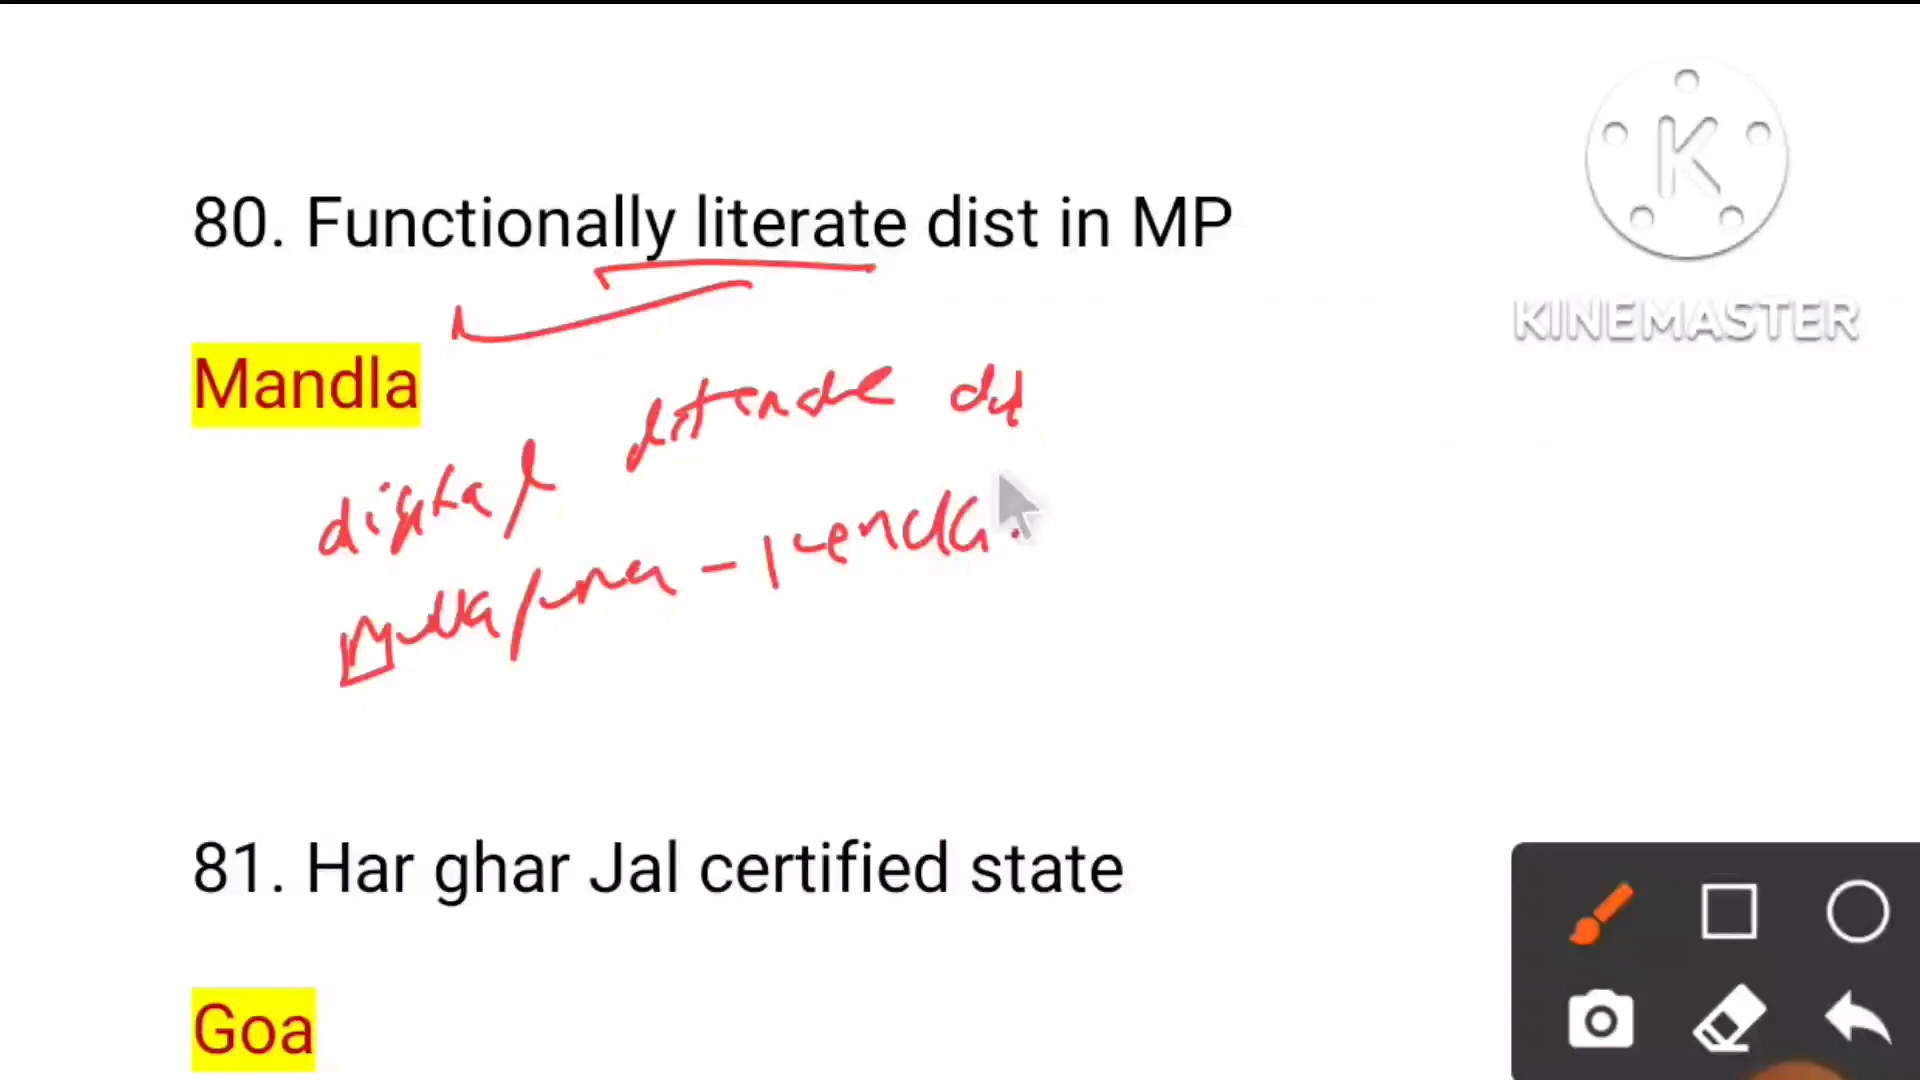 80. Functionally literate dist in MP
KINEMASTER
Mandla
digital literate dist
81. Har ghar Jal certified state
Goa